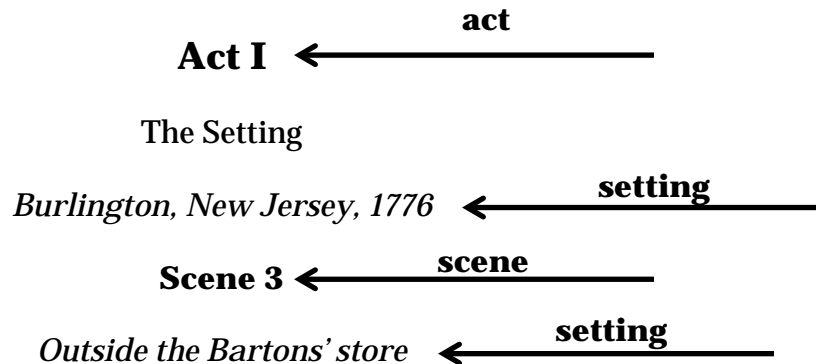 act
Act I
The Setting
Burlington, New Jersey, 1776
setting
Scene 3
scene
Outside the Bartons' store
setting